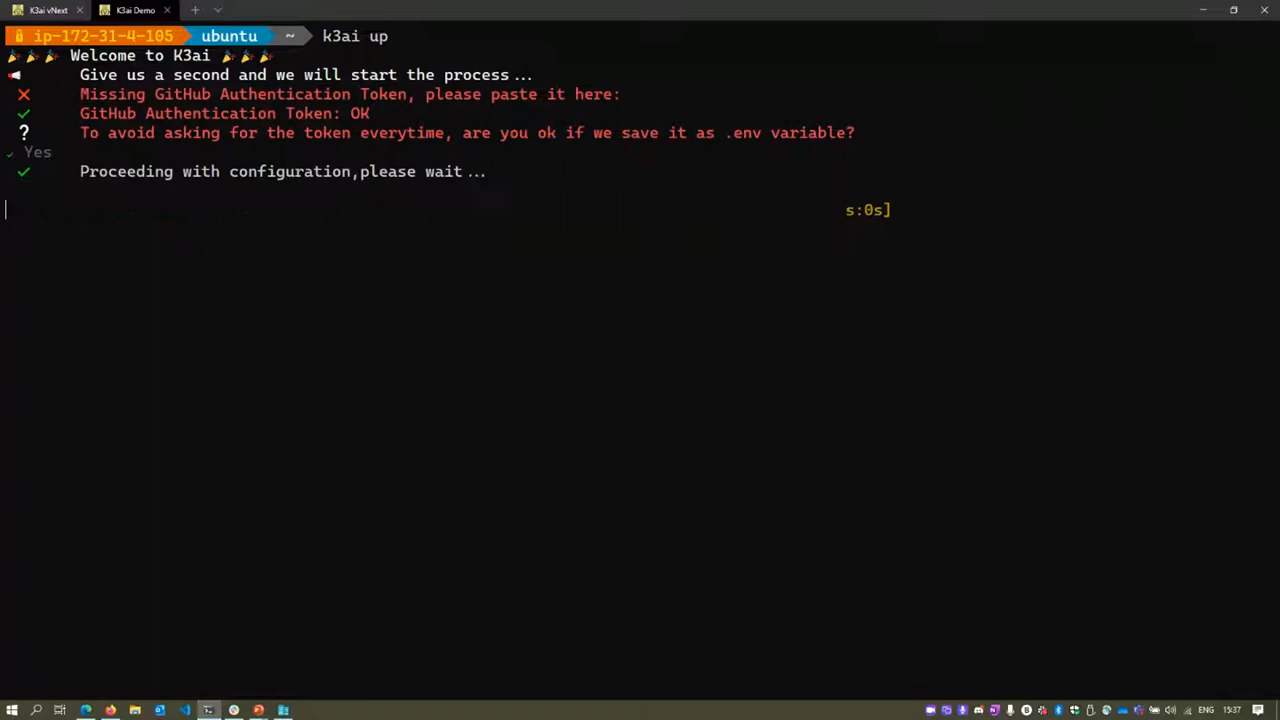 K3ai vNext
K3ai Demo
ip-172-31-4-105 ubuntu ~ k3ai up
Welcome to K3ai
Give us a second and we will start the process...
Missing GitHub Authentication Token, please paste it here:
GitHub Authentication Token: OK
? To avoid asking for the token everytime, are you ok if we save it as .env variable?
Yes
Proceeding with configuration,please wait...
s:0s]
ENG
15:37